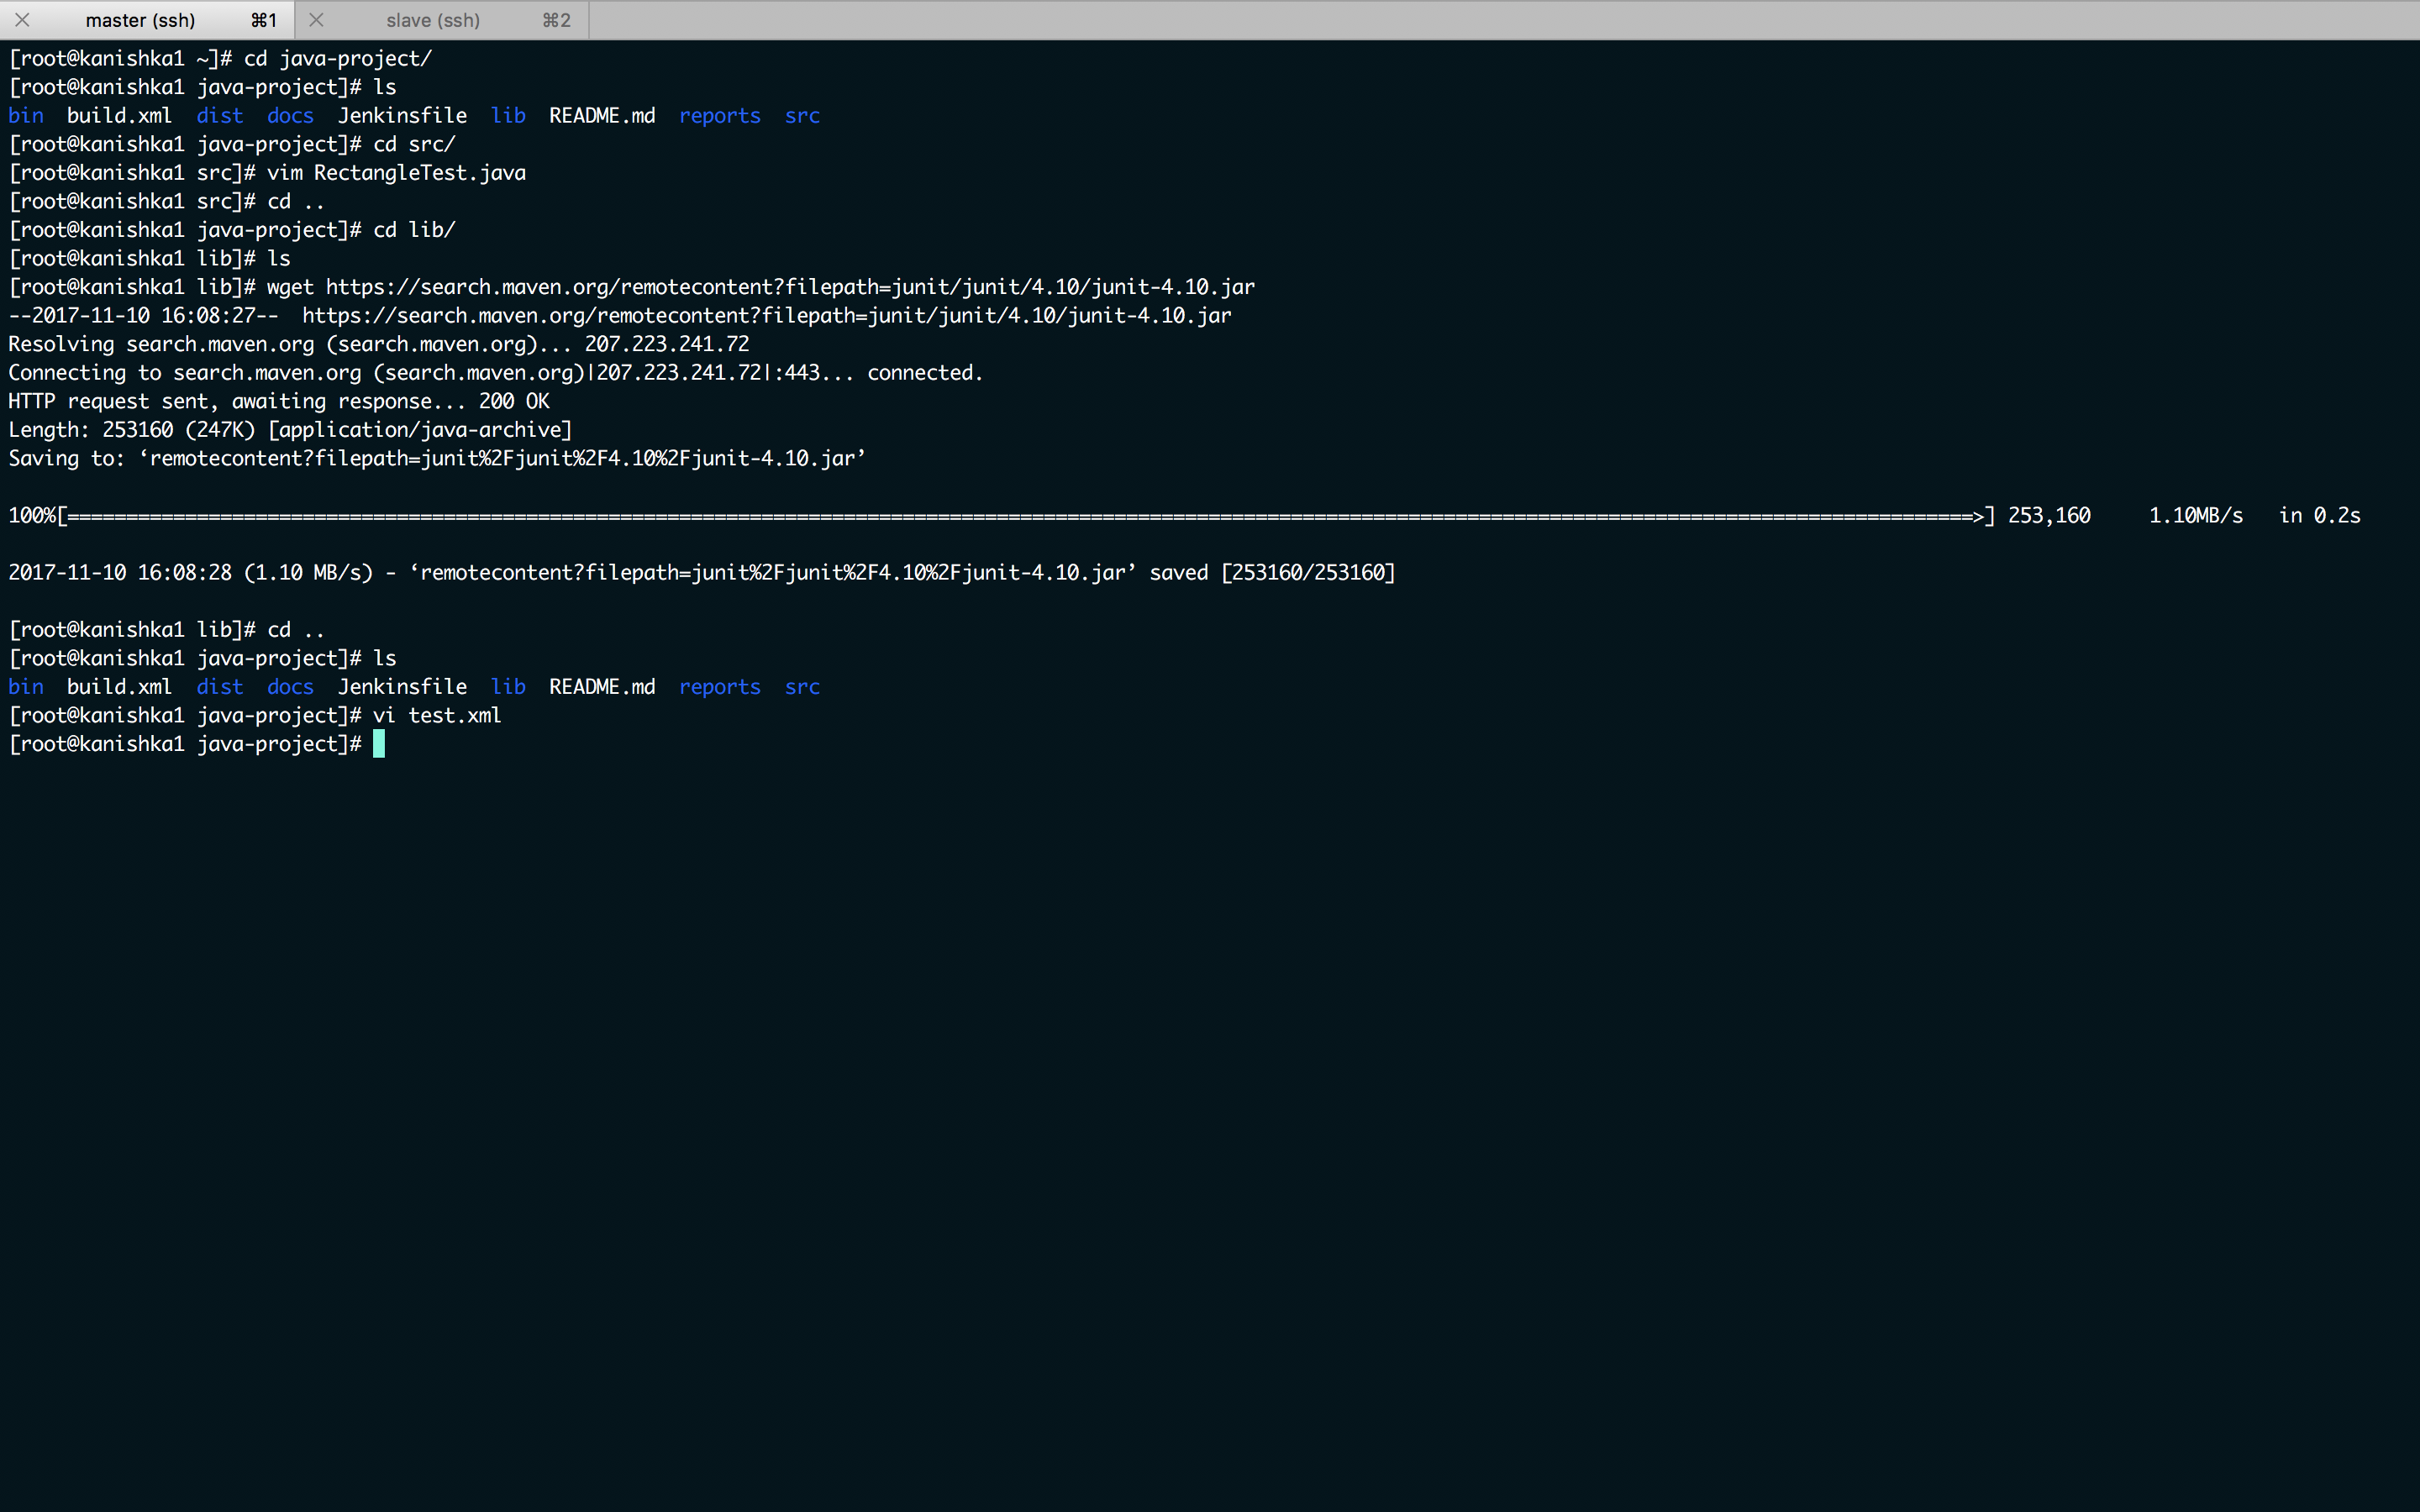 master (ssh) ⌘1 slave (ssh) ⌘2
[root@kanishka1 ~]# cd java-project/
[root@kanishka1 java-project]# ls
bin  build.xml  dist  docs  Jenkinsfile  lib  README.md  reports  src
[root@kanishka1 java-project]# cd src/
[root@kanishka1 src]# vim RectangleTest.java
[root@kanishka1 src]# cd ..
[root@kanishka1 java-project]# cd lib/
[root@kanishka1 lib]# ls
[root@kanishka1 lib]# wget https://search.maven.org/remotecontent?filepath=junit/junit/4.10/junit-4.10.jar
--2017-11-10 16:08:27--  https://search.maven.org/remotecontent?filepath=junit/junit/4.10/junit-4.10.jar
Resolving search.maven.org (search.maven.org)... 207.223.241.72
Connecting to search.maven.org (search.maven.org)|207.223.241.72|:443... connected.
HTTP request sent, awaiting response... 200 OK
Length: 253160 (247K) [application/java-archive]
Saving to: ‘remotecontent?filepath=junit%2Fjunit%2F4.10%2Fjunit-4.10.jar’
100%[==================================================================================================================================================================>] 253,160     1.10MB/s   in 0.2s
2017-11-10 16:08:28 (1.10 MB/s) - ‘remotecontent?filepath=junit%2Fjunit%2F4.10%2Fjunit-4.10.jar’ saved [253160/253160]
[root@kanishka1 lib]# cd ..
[root@kanishka1 java-project]# ls
bin  build.xml  dist  docs  Jenkinsfile  lib  README.md  reports  src
[root@kanishka1 java-project]# vi test.xml
[root@kanishka1 java-project]#